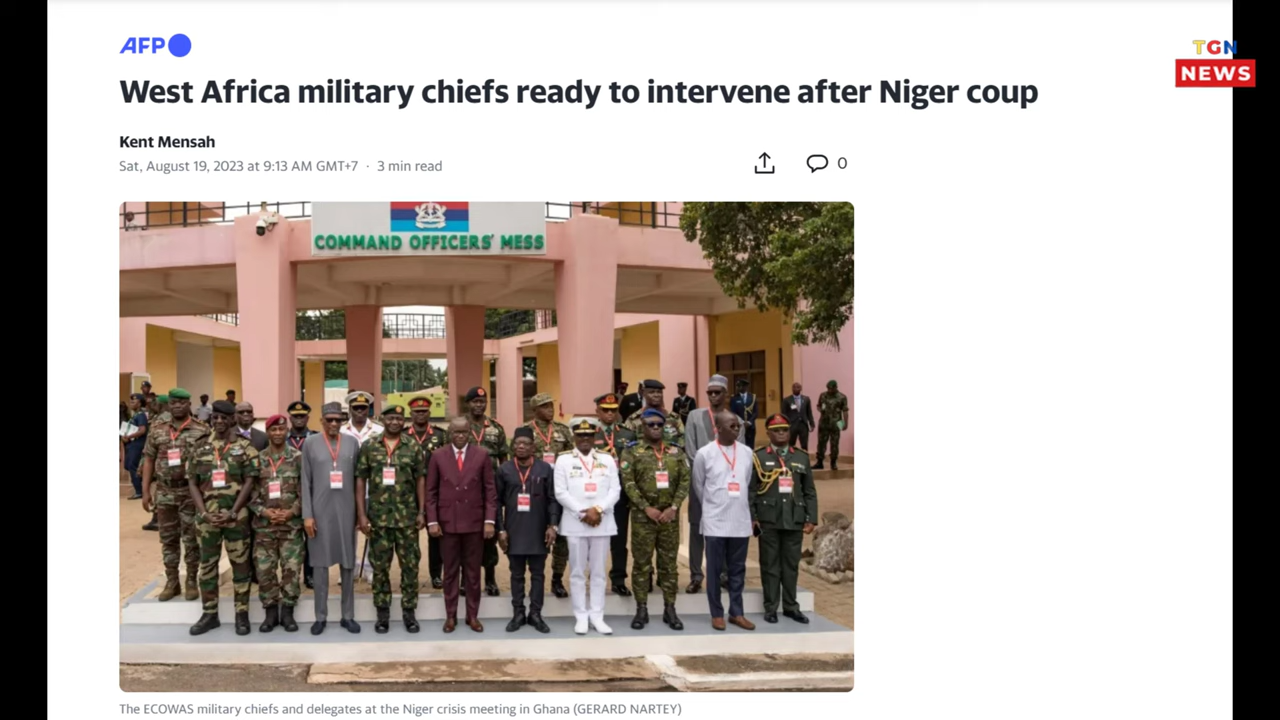 AFP
TGN
NEWS
West Africa military chiefs ready to intervene after Niger coup
Kent Mensah
Sat, August 19, 2023 at 9:13 AM GMT+7 · 3 min read
0
COMMAND OFFICERS' MESS
The ECOWAS military chiefs and delegates at the Niger crisis meeting in Ghana (GERARD NARTEY)